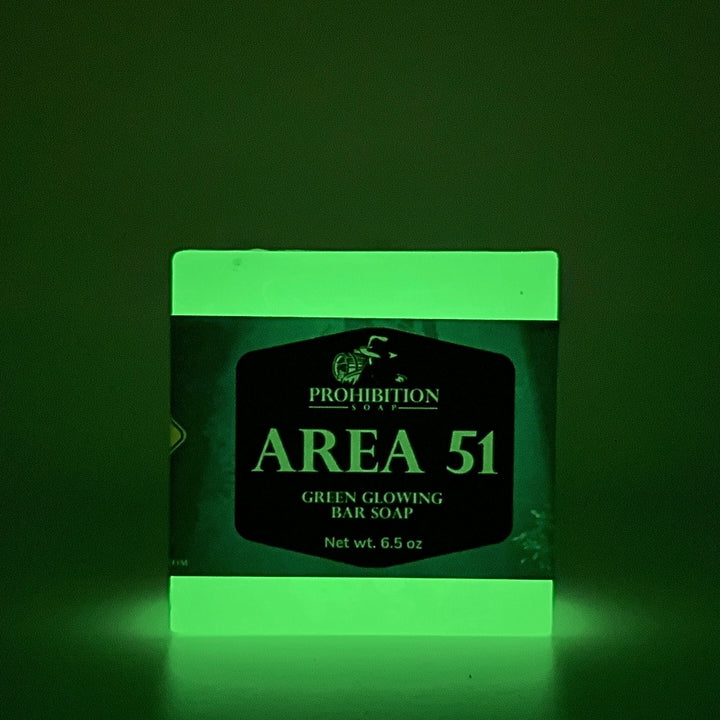 PROHIBITION
SOAP
AREA 51
GREEN GLOWING
BAR SOAP
Net wt. 6.5 oz